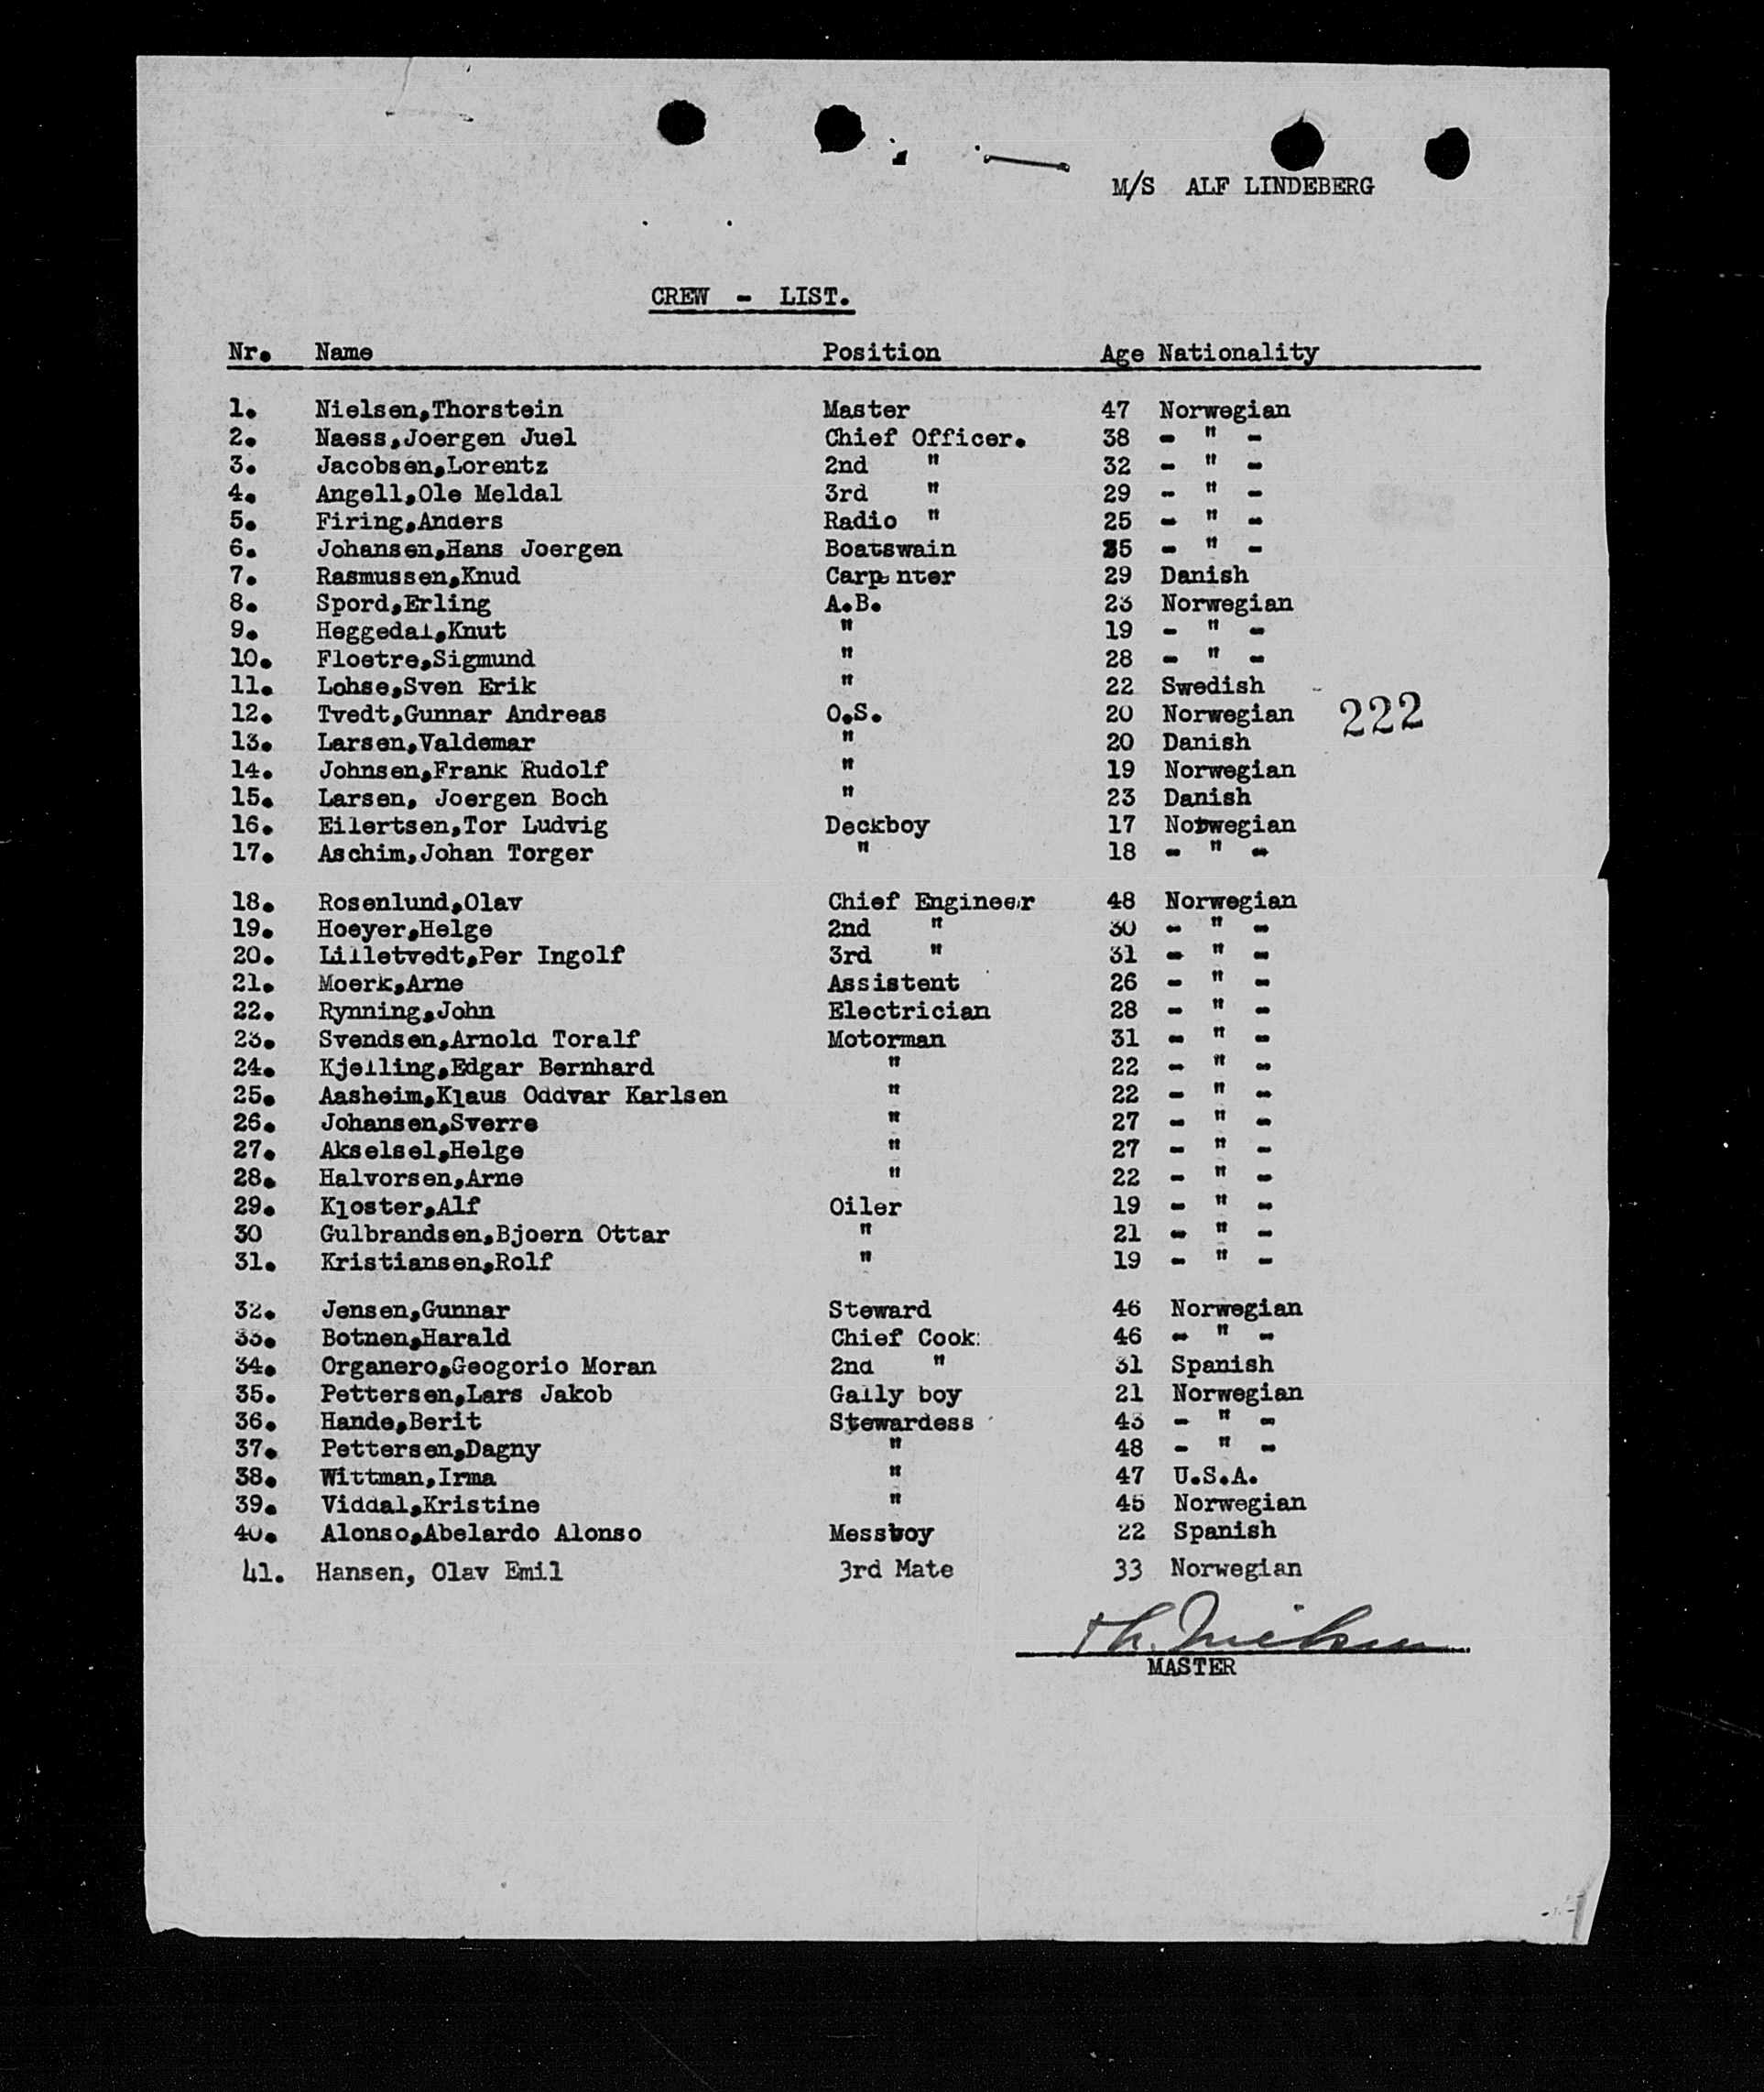 M/S ALF LINDEBERG
CREW - LIST.
Nr. Name Position Age Nationality
1. Nielsen,Thorstein Master 47 Norwegian
2. Naess,Joergen Juel Chief Officer. 38 - " -
3. Jacobsen,Lorentz 2nd " 32 - " -
4. Angell,Ole Meldal 3rd " 29 - " -
5. Firing,Anders Radio " 25 - " -
6. Johansen,Hans Joergen Boatswain - " -
7. Rasmussen,Knud Carpenter 29 Danish
8. Spord,Erling A.B. 23 Norwegian
9. Heggedal,Knut " 19 - " -
10. Floetre,Sigmund " 28 - " -
11. Lohse,Sven Erik " 22 Swedish
12. Tvedt,Gunnar Andreas O.S. 20 Norwegian 222
13. Larsen,Valdemar " 20 Danish
14. Johnsen,Frank Rudolf " 19 Norwegian
15. Larsen, Joergen Boch " 23 Danish
16. Eilertsen,Tor Ludvig Deckboy 17 Norwegian
17. Aschim,Johan Torger " 18 - " -
18. Rosenlund,Olav Chief Engineer 48 Norwegian
19. Hoeyer,Helge 2nd " 30 - " -
20. Lilletvedt,Per Ingolf 3rd " 31 - " -
21. Moerk,Arne Assistent 26 - " -
22. Rynning,John Electrician 28 - " -
23. Svendsen,Arnold Toralf Motorman 31 - " -
24. Kjelling,Edgar Bernhard " 22 - " -
25. Aasheim,Klaus Oddvar Karlsen " 22 - " -
26. Johansen,Sverre " 27 - " -
27. Akselsel,Helge " 27 - " -
28. Halvorsen,Arne " 22 - " -
29. Kloster,Alf Oiler 19 - " -
30 Gulbrandsen,Bjoern Ottar " 21 - " -
31. Kristiansen,Rolf " 19 - " -
32. Jensen,Gunnar Steward 46 Norwegian
33. Botnen,Harald Chief Cook 46 - " -
34. Organero,Geogorio Moran 2nd " 31 Spanish
35. Pettersen,Lars Jakob Gally boy 21 Norwegian
36. Hande,Berit Stewardess 43 - " -
37. Pettersen,Dagny " 48 - " -
38. Wittman,Irma " 47 U.S.A.
39. Viddal,Kristine " 45 Norwegian
40. Alonso,Abelardo Alonso Messboy 22 Spanish
41. Hansen, Olav Emil 3rd Mate 33 Norwegian
Th. Nielsen
MASTER